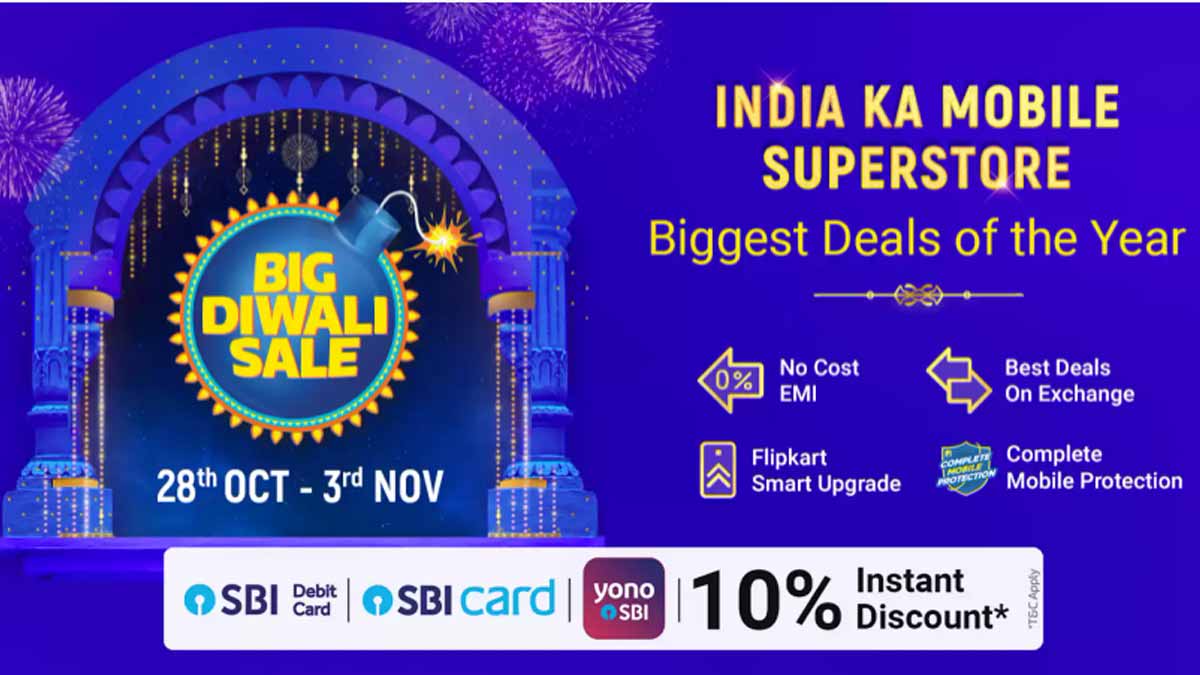 BIG
DIWALI
SALE
28th OCT - 3rd NOV
INDIA KA MOBILE
SUPERSTORE
Biggest Deals of the Year
0%
No Cost
EMI
Best Deals
On Exchange
Flipkart
Smart Upgrade
COMPLETE
MOBILE
PROTECTION
Complete
Mobile Protection
SBI Debit
Card
SBI card
yono
SBI
10% Instant
Discount*
*T&C Apply